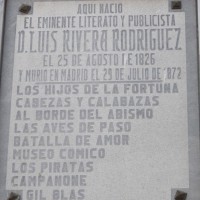 AQUI NACIO
EL EMINENTE LITERATO Y PUBLICISTA
D. LUIS RIVERA RODRIGUEZ
EL 25 DE AGOSTO DE 1826
Y MURIO EN MADRID EL 29 DE JULIO DE 1872
LOS HIJOS DE LA FORTUNA
CABEZAS Y CALABAZAS
AL BORDE DEL ABISMO
LAS AVES DE PASO
BATALLA DE AMOR
MUSEO COMICO
LOS PIRATAS
CAMPANONE
GIL BLAS